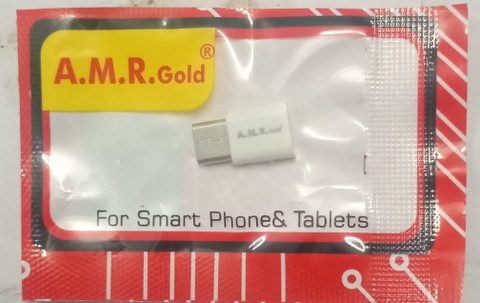 A.M.R.Gold®
A.M.R.Gold
For Smart Phone& Tablets